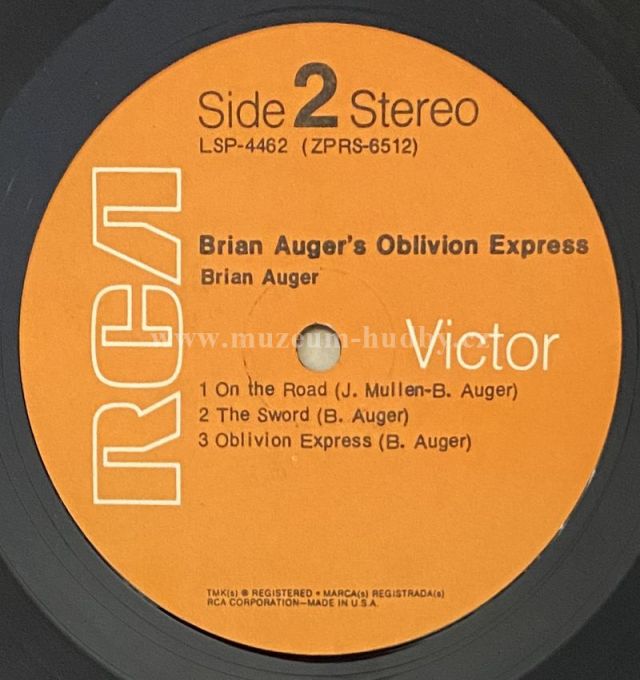 Side 2 Stereo
LSP-4462 (ZPRS-6512)
RCA
Brian Auger's Oblivion Express
Brian Auger
www.muzeum-hudby.cz
Victor
1 On the Road (J. Mullen-B. Auger)
2 The Sword (B. Auger)
3 Oblivion Express (B. Auger)
TMK(s) ® REGISTERED • MARCA(s) REGISTRADA(s)
RCA CORPORATION—MADE IN U.S.A.